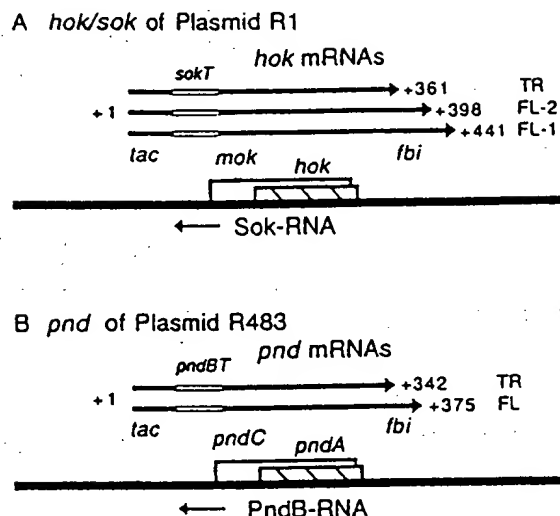 A hok/sok of Plasmid R1
hok mRNAs
sokT
+361 TR
+1 +398 FL-2
+441 FL-1
tac mok hok fbi
Sok-RNA
B pnd of Plasmid R483
pnd mRNAs
pndBT
+342 TR
+1 +375 FL
tac fbi
pndC pndA
PndB-RNA